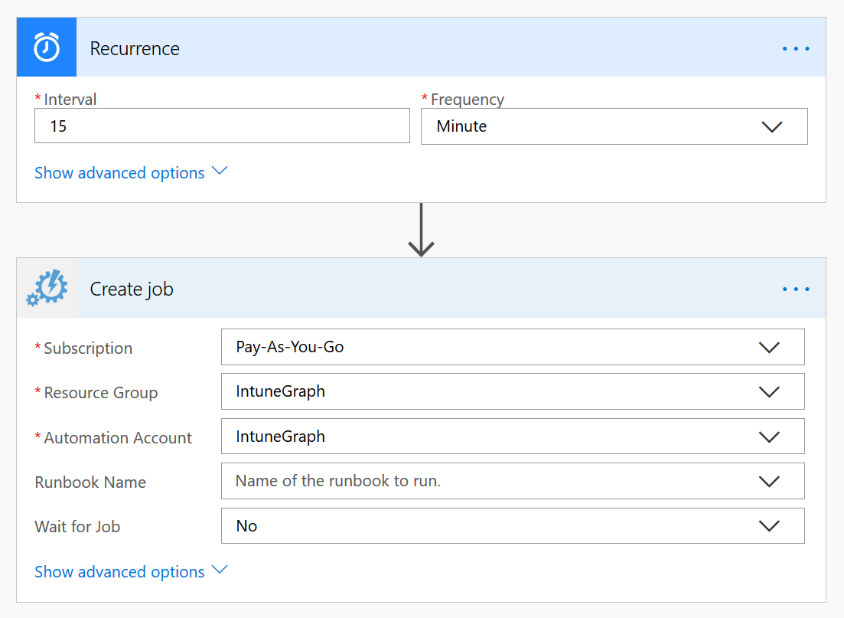 Recurrence
* Interval
* Frequency
15
Minute
Show advanced options
Create job
* Subscription
Pay-As-You-Go
* Resource Group
IntuneGraph
* Automation Account
IntuneGraph
Runbook Name
Name of the runbook to run.
Wait for Job
No
Show advanced options